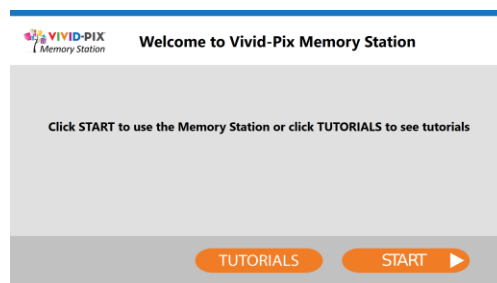 VIVID-PIX
Memory Station
Welcome to Vivid-Pix Memory Station
Click START to use the Memory Station or click TUTORIALS to see tutorials
TUTORIALS
START